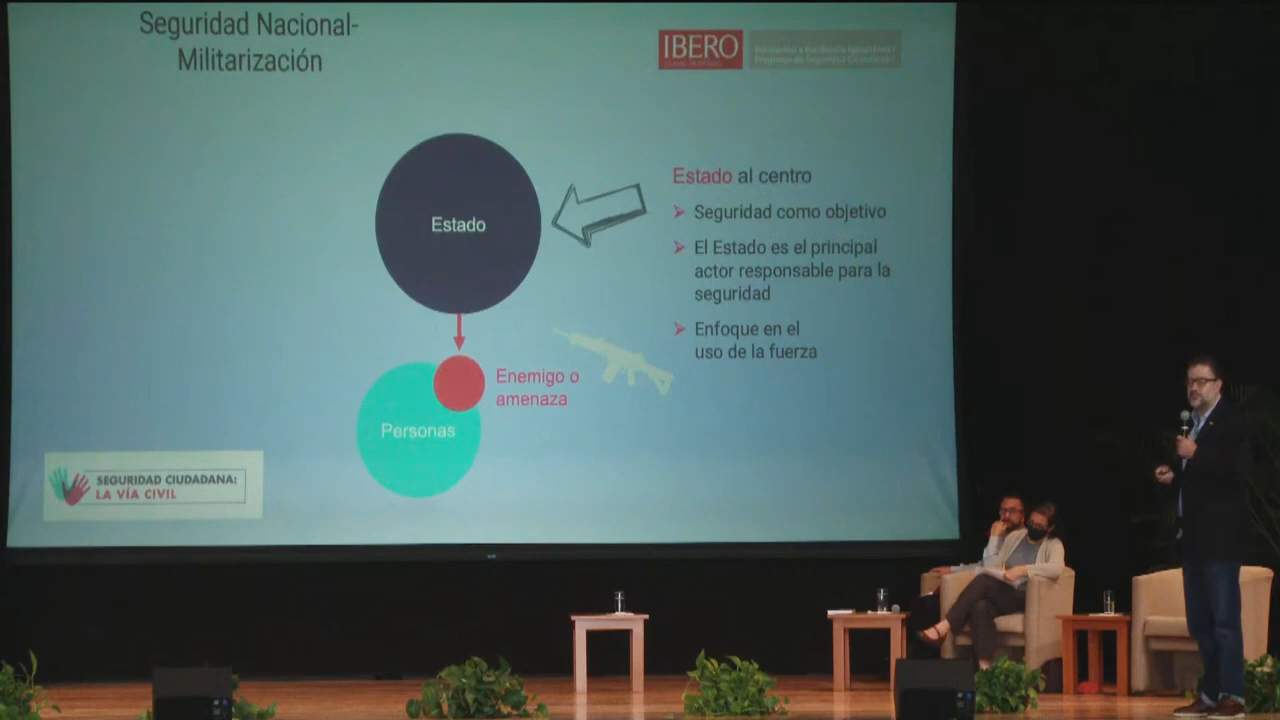 Seguridad Nacional-
Militarización
IBERO
Estado
Estado al centro
Seguridad como objetivo
El Estado es el principal
actor responsable para la
seguridad
Enfoque en el
uso de la fuerza
Enemigo o
amenaza
Personas
SEGURIDAD CIUDADANA:
LA VÍA CIVIL